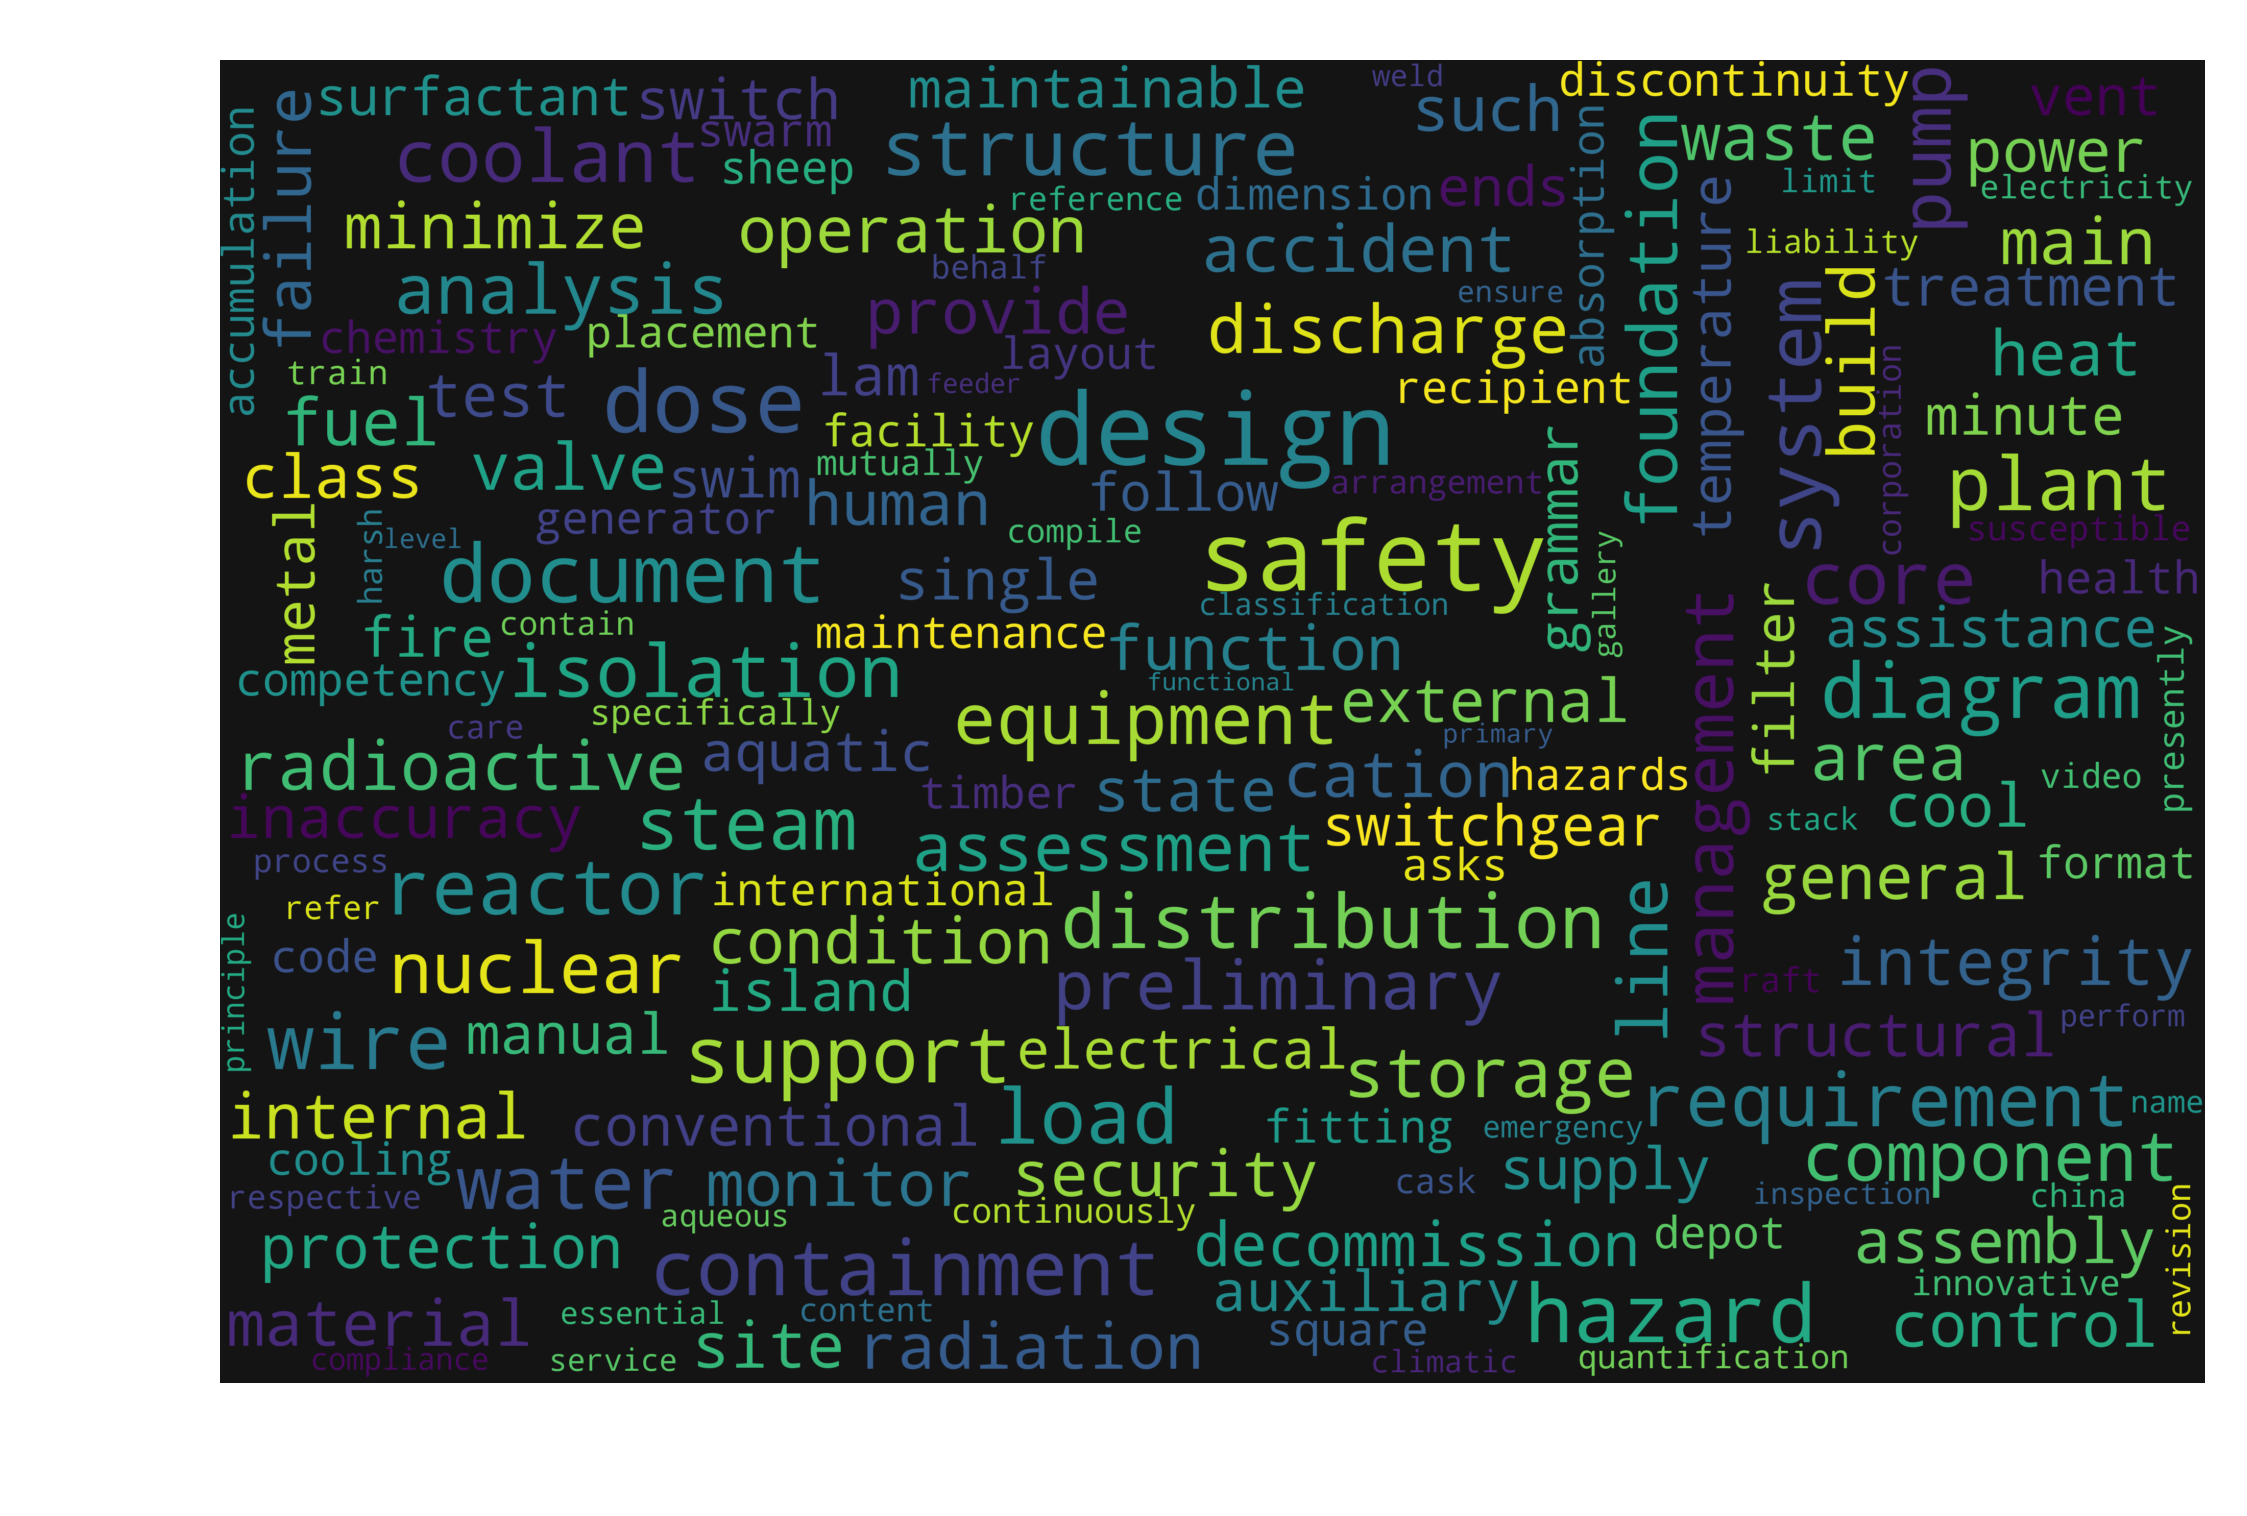 weld
discontinuity
surfactant
switch
maintainable
such
pump
vent
failure
accumulation
coolant
swarm
structure
absorption
foundation
waste
power
sheep
reference
dimension
ends
limit
electricity
minimize
operation
accident
temperature
liability
main
analysis
behalf
ensure
system
build
treatment
chemistry
placement
provide
layout
discharge
heat
train
test
dose
lam
feeder
recipient
corporation
minute
fuel
facility
design
grammar
class
valve
swim
mutually
follow
arrangement
plant
metal
harsh
level
generator
human
compile
safety
gallery
susceptible
document
single
classification
management
filter
core
health
fire
contain
maintenance
function
assistance
presently
competency
isolation
functional
external
diagram
care
specifically
equipment
primary
radioactive
aquatic
timber
state
cation
hazards
area
video
inaccuracy
steam
assessment
switchgear
stack
cool
process
reactor
international
asks
line
general
format
refer
principle
code
nuclear
condition
distribution
island
preliminary
raft
integrity
wire
manual
support
electrical
storage
structural
perform
internal
conventional
load
fitting
emergency
requirement
name
cooling
water
monitor
security
cask
supply
component
respective
aqueous
continuously
inspection
china
revision
protection
containment
decommission
depot
assembly
material
essential
content
auxiliary
hazard
innovative
control
compliance
service
site
radiation
square
climatic
quantification